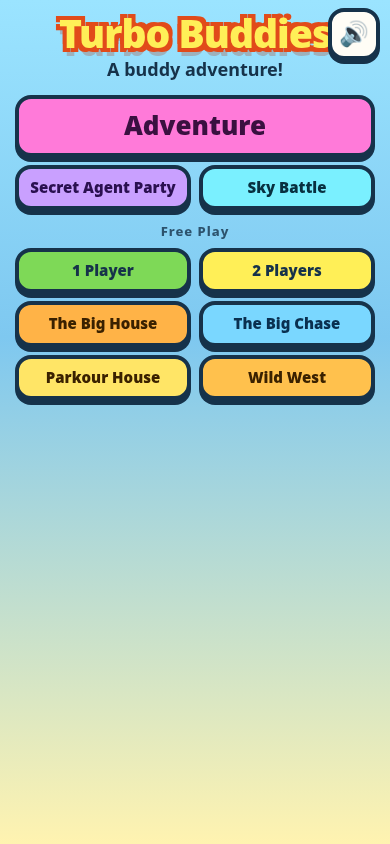 Turbo Buddies
A buddy adventure!
Adventure
Secret Agent Party
Sky Battle
Free Play
1 Player
2 Players
The Big House
The Big Chase
Parkour House
Wild West